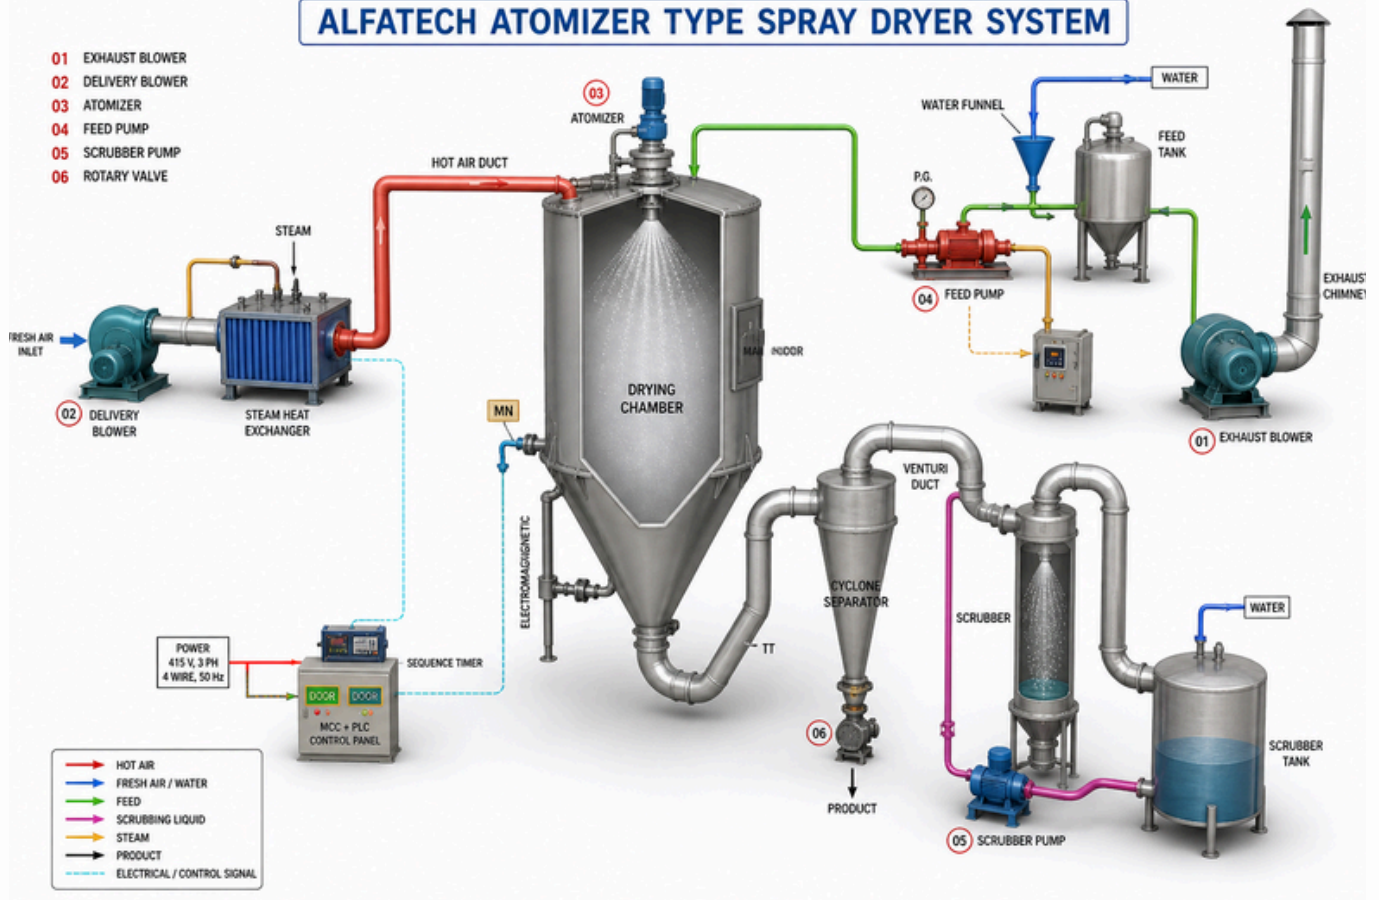 ALFATECH ATOMIZER TYPE SPRAY DRYER SYSTEM
01 EXHAUST BLOWER
02 DELIVERY BLOWER
03 ATOMIZER
04 FEED PUMP
05 SCRUBBER PUMP
06 ROTARY VALVE
03
ATOMIZER
HOT AIR DUCT
STEAM
FRESH AIR
INLET
02 DELIVERY
BLOWER
STEAM HEAT
EXCHANGER
WATER
WATER FUNNEL
FEED
TANK
P.G.
04 FEED PUMP
EXHAUST
CHIMNEY
01 EXHAUST BLOWER
DRYING
CHAMBER
MN
VENTURI
DUCT
CYCLONE
SEPARATOR
SCRUBBER
WATER
TT
06
PRODUCT
SCRUBBER
TANK
05 SCRUBBER PUMP
POWER
415 V, 3 PH
4 WIRE, 50 Hz
SEQUENCE TIMER
DOOR DOOR
MCC + PLC
CONTROL PANEL
HOT AIR
FRESH AIR / WATER
FEED
SCRUBBING LIQUID
STEAM
PRODUCT
ELECTRICAL / CONTROL SIGNAL